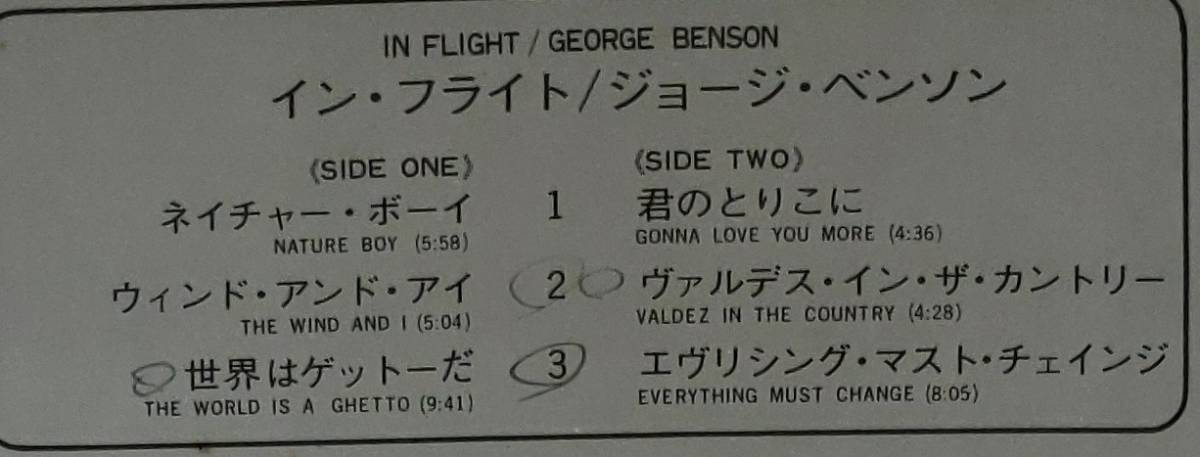 IN FLIGHT / GEORGE BENSON
イン・フライト/ジョージ・ベンソン
《SIDE ONE》
ネイチャー・ボーイ
NATURE BOY (5:58)
ウィンド・アンド・アイ
THE WIND AND I (5:04)
世界はゲットーだ
THE WORLD IS A GHETTO (9:41)
1
2
3
《SIDE TWO》
君のとりこに
GONNA LOVE YOU MORE (4:36)
ヴァルデス・イン・ザ・カントリー
VALDEZ IN THE COUNTRY (4:28)
エヴリシング・マスト・チェインジ
EVERYTHING MUST CHANGE (8:05)